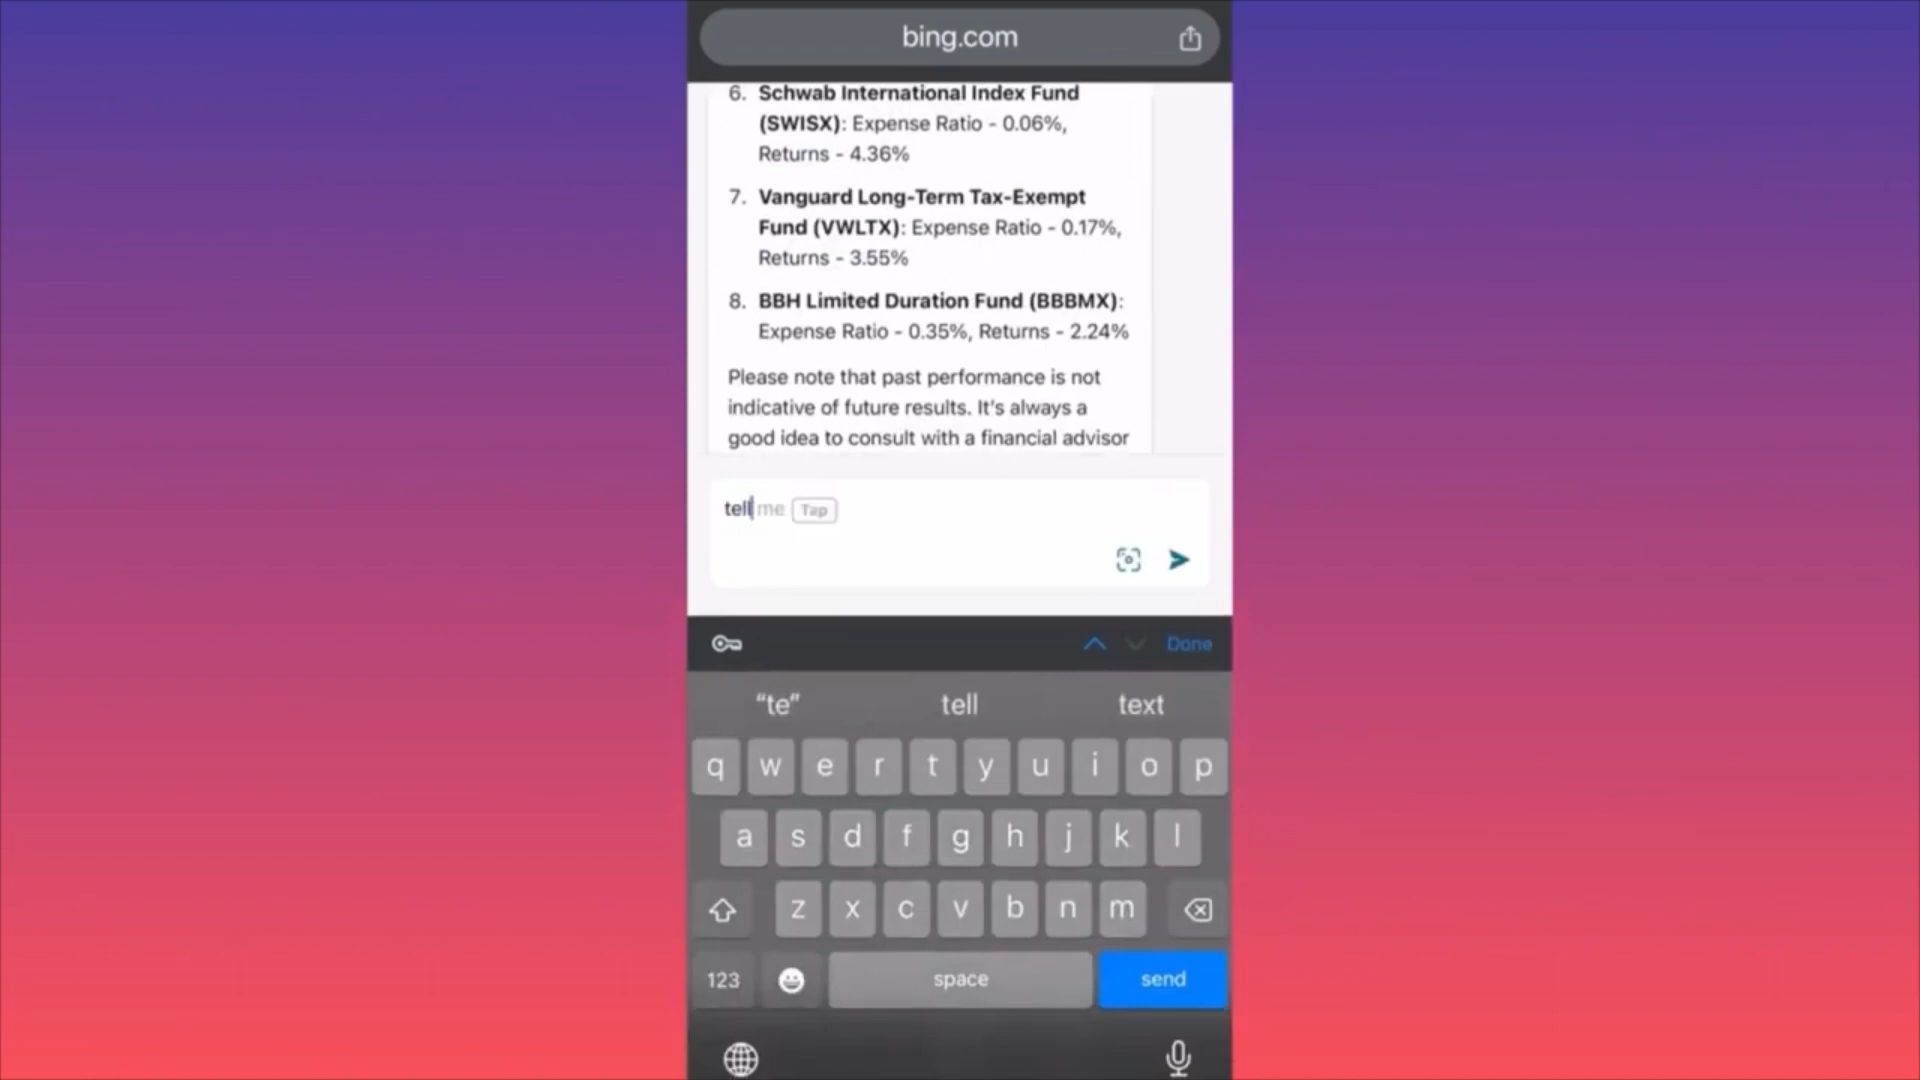 bing.com
6. Schwab International Index Fund
(SWISX): Expense Ratio - 0.06%,
Returns - 4.36%
7. Vanguard Long-Term Tax-Exempt
Fund (VWLTX): Expense Ratio - 0.17%,
Returns - 3.55%
8. BBH Limited Duration Fund (BBBMX):
Expense Ratio - 0.35%, Returns - 2.24%
Please note that past performance is not
indicative of future results. It's always a
good idea to consult with a financial advisor
tell me Tap
Done
“te” tell text
q w e r t y u i o p
a s d f g h j k l
z x c v b n m
123 space send